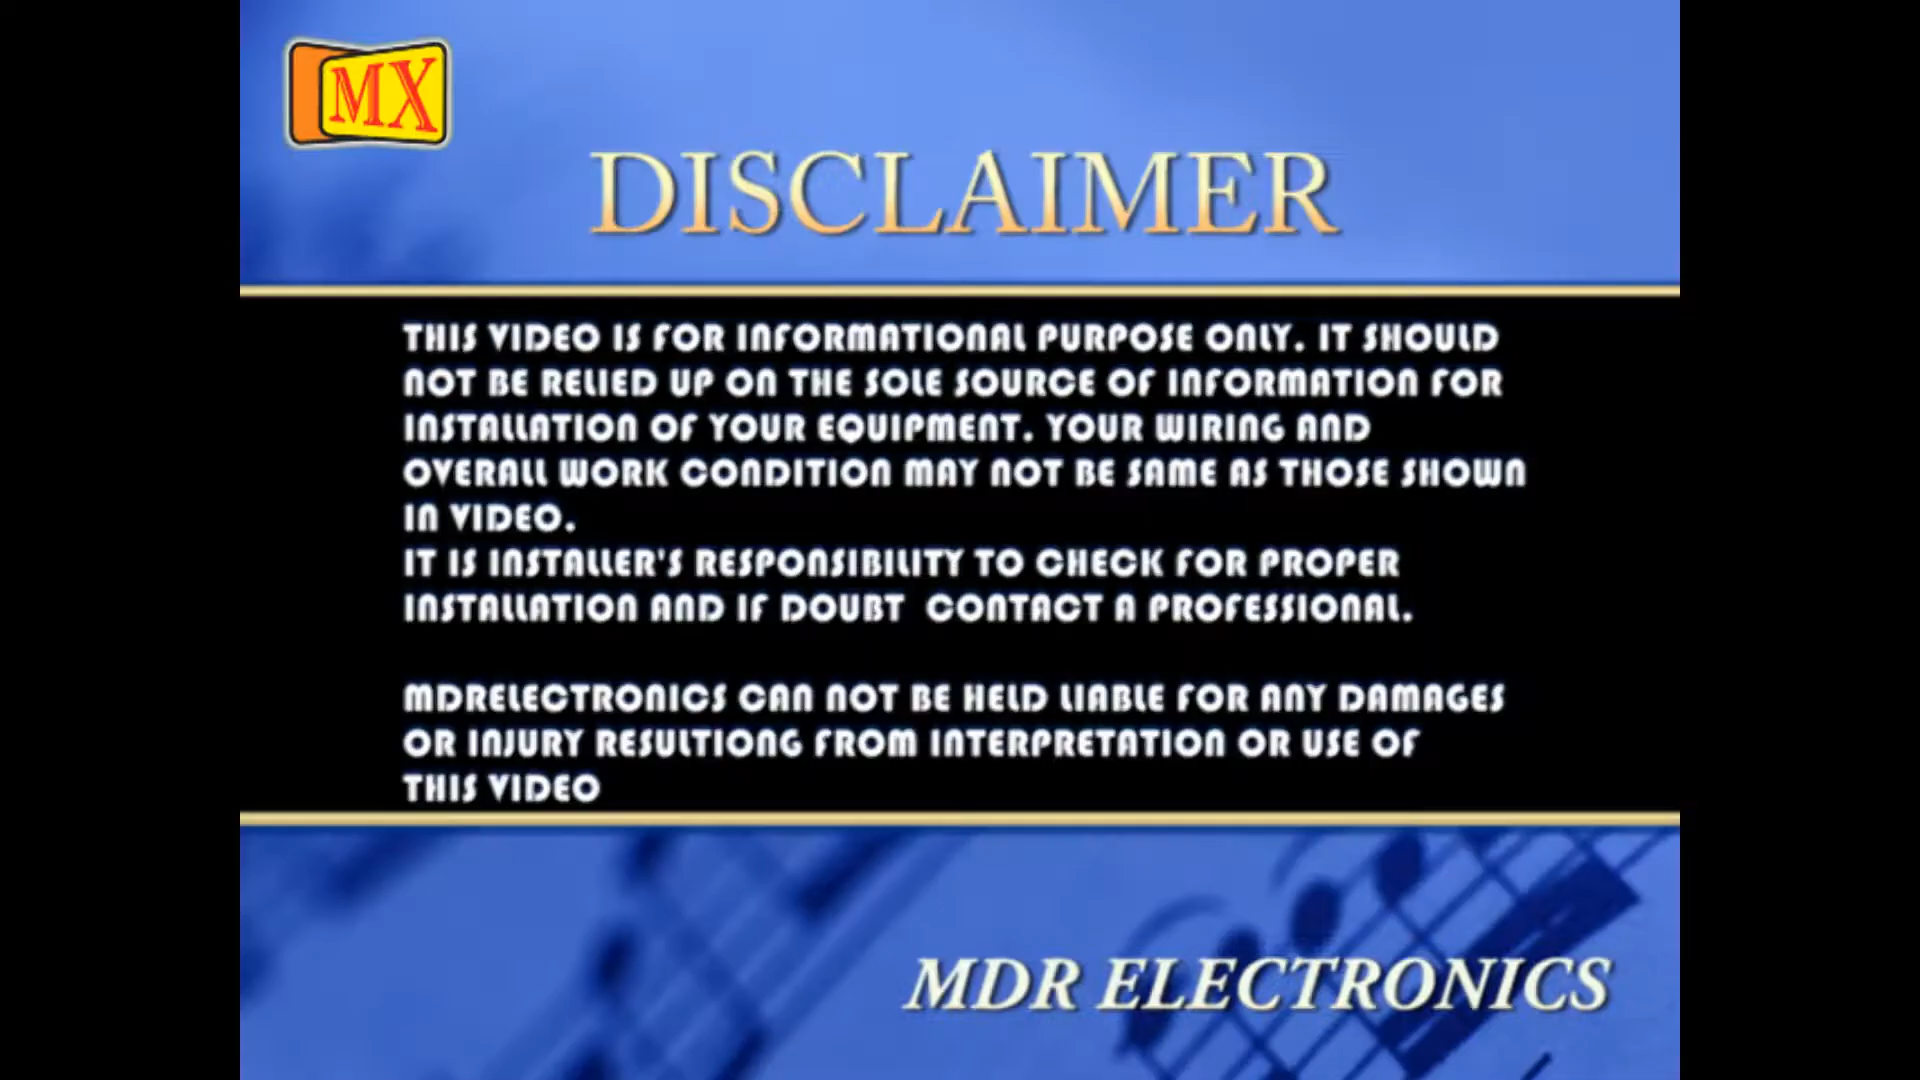 MX
DISCLAIMER
THIS VIDEO IS FOR INFORMATIONAL PURPOSE ONLY. IT SHOULD
NOT BE RELIED UP ON THE SOLE SOURCE OF INFORMATION FOR
INSTALLATION OF YOUR EQUIPMENT. YOUR WIRING AND
OVERALL WORK CONDITION MAY NOT BE SAME AS THOSE SHOWN
IN VIDEO.
IT IS INSTALLER'S RESPONSIBILITY TO CHECK FOR PROPER
INSTALLATION AND IF DOUBT CONTACT A PROFESSIONAL.
MDRELECTRONICS CAN NOT BE HELD LIABLE FOR ANY DAMAGES
OR INJURY RESULTIONG FROM INTERPRETATION OR USE OF
THIS VIDEO
MDR ELECTRONICS